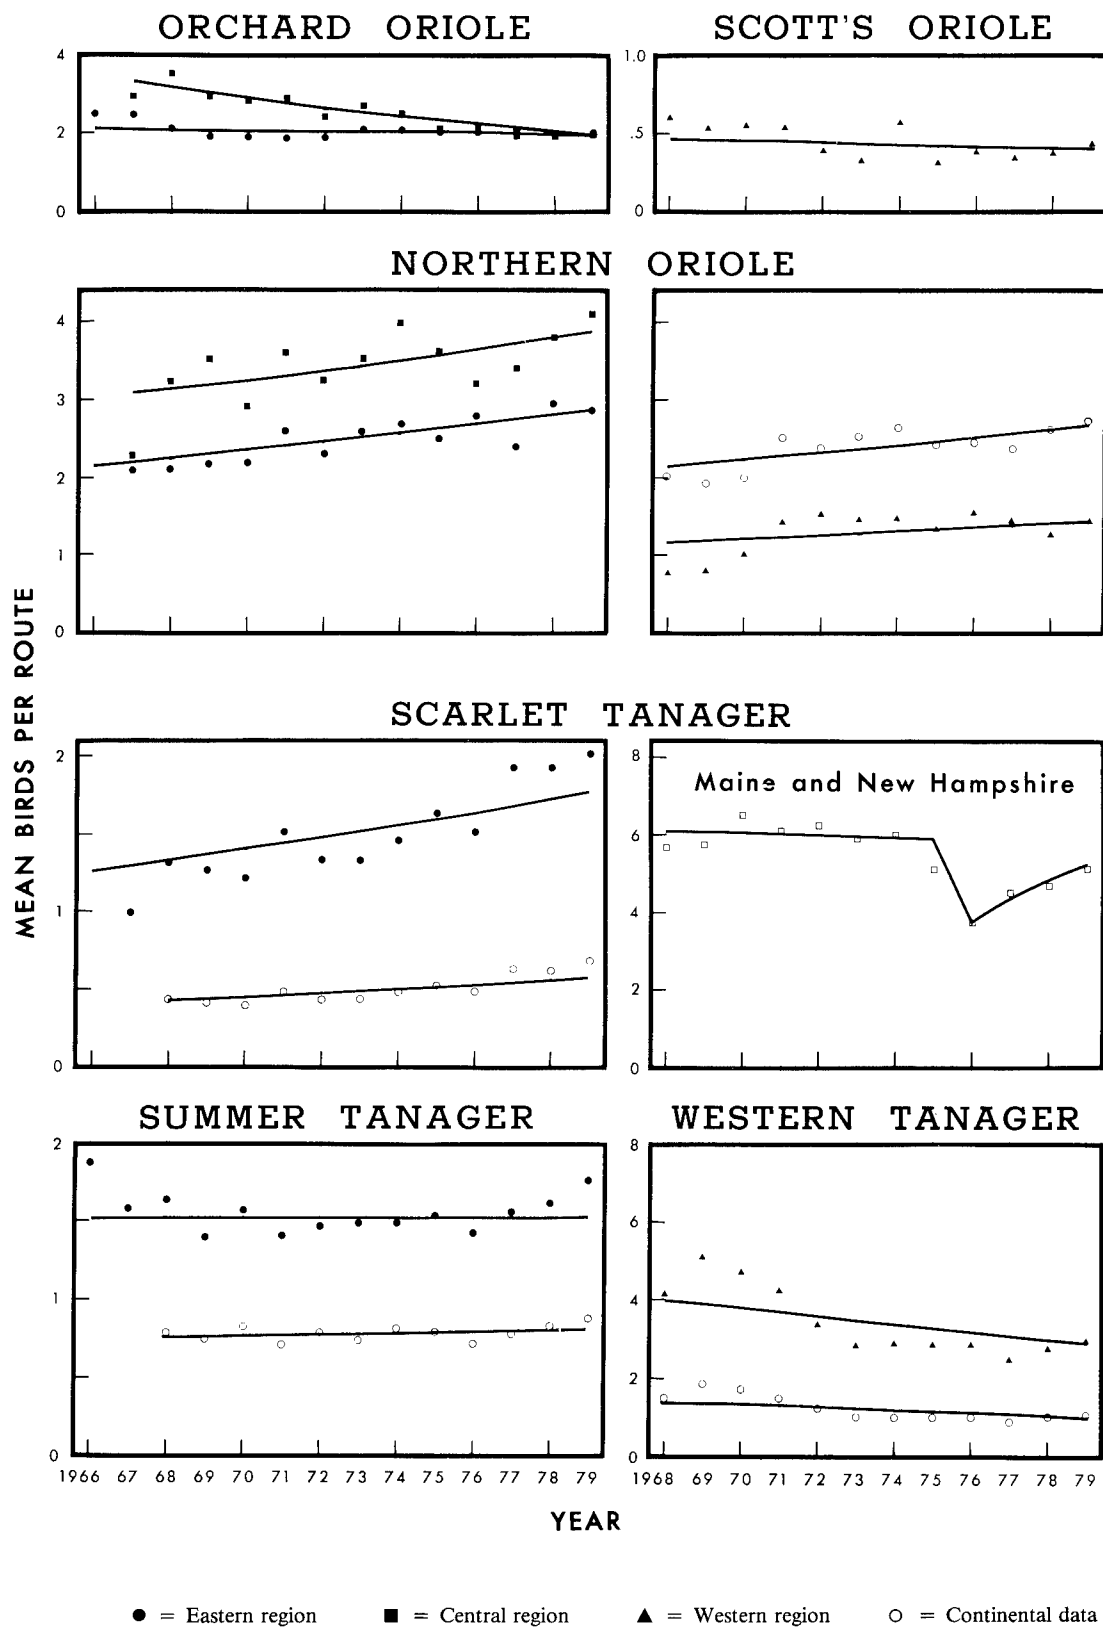 ORCHARD ORIOLE
SCOTT'S ORIOLE
4
2
0
1.0
.5
0
NORTHERN ORIOLE
4
3
2
1
0
SCARLET TANAGER
2
1
0
8
6
4
2
0
Maine and New Hampshire
SUMMER TANAGER
WESTERN TANAGER
2
1
0
8
6
4
2
0
1966 67 68 69 70 71 72 73 74 75 76 77 78 79
1968 69 70 71 72 73 74 75 76 77 78 79
MEAN BIRDS PER ROUTE
YEAR
● = Eastern region ■ = Central region ▲ = Western region ○ = Continental data